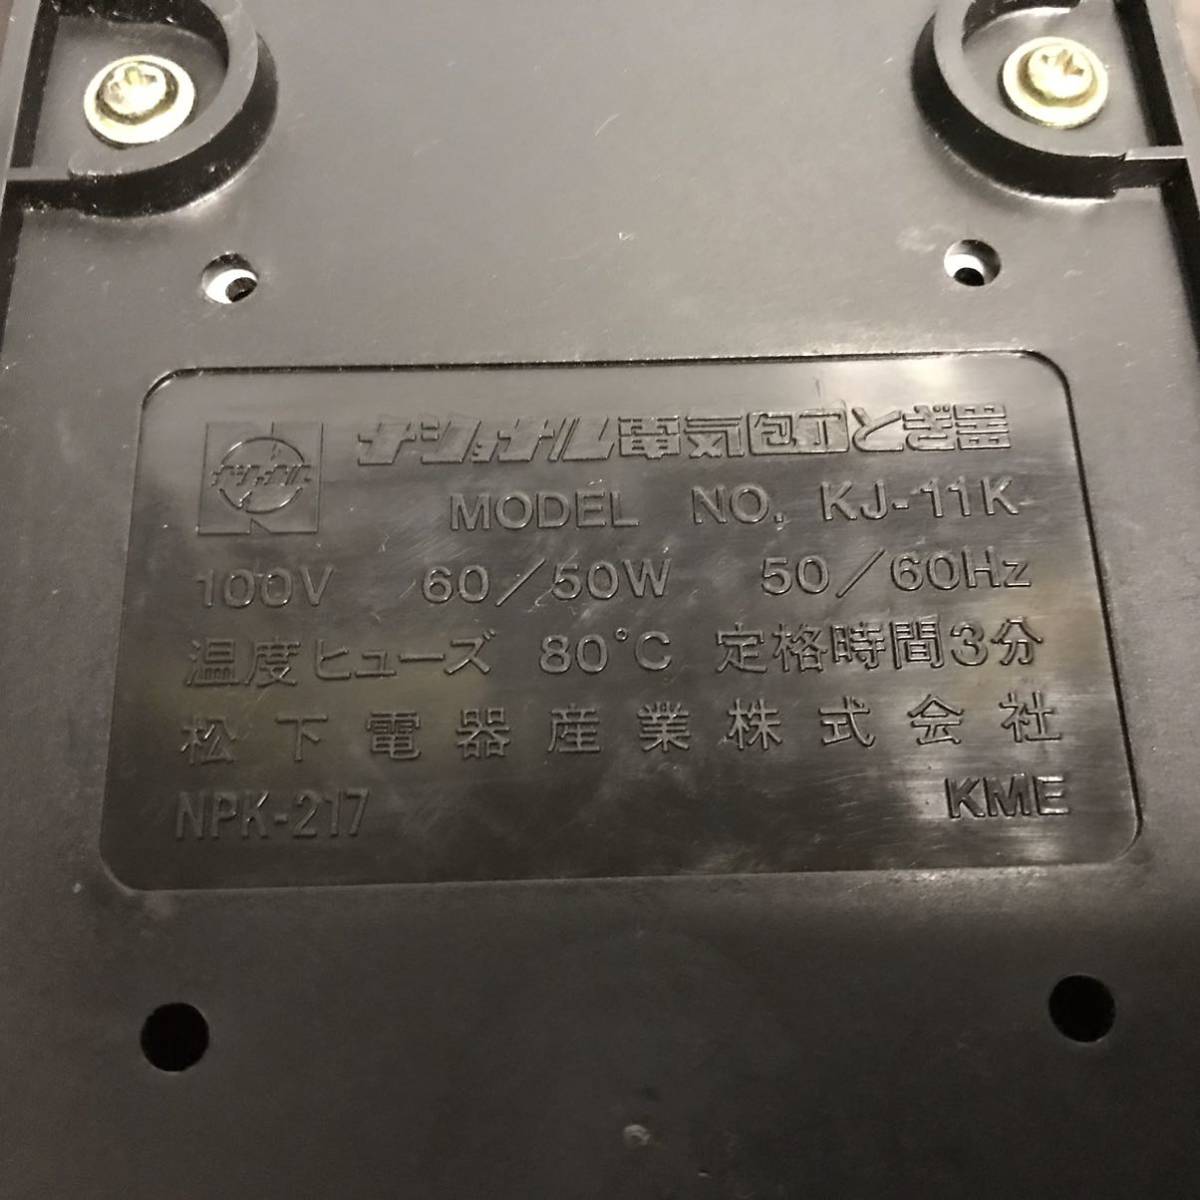 ナショナル
ナショナル電気包丁と器
MODEL NO. KJ-11K
100V 60/50W 50/60Hz
温度ヒューズ 80°C 定格時間3分
松下電器産業株式会社
NPK-217 KME